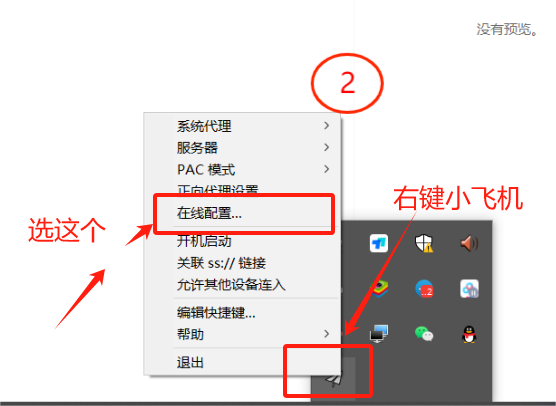 没有预览。
2
系统代理
服务器
PAC 模式
正向代理设置
在线配置...
开机启动
关联 ss:// 链接
允许其他设备连入
编辑快捷键...
帮助
退出
选这个
右键小飞机